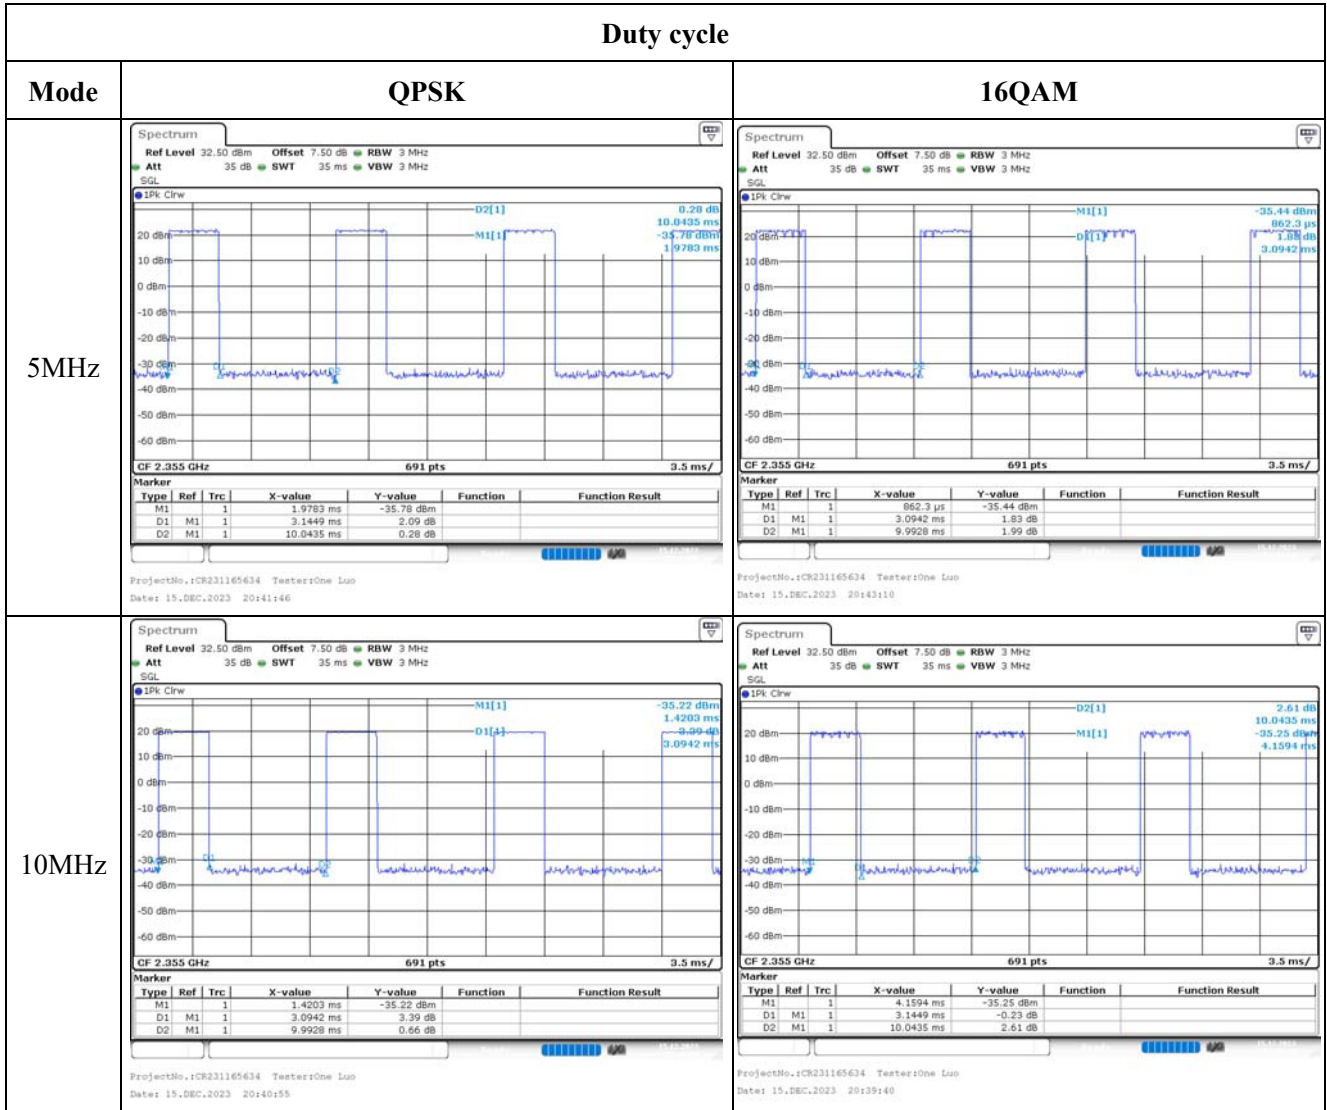 Duty cycle
Mode QPSK 16QAM
5MHz
Spectrum
Ref Level 32.50 dBm Offset 7.50 dB RBW 3 MHz
Att 35 dB SWT 35 ms VBW 3 MHz
SGL
1Pk Clrw
D2[1] 0.28 dB
10.0435 ms
M1[1] -35.78 dBm
1.9783 ms
20 dBm
10 dBm
0 dBm
-10 dBm
-20 dBm
-30 dBm
D1
D2
-40 dBm
-50 dBm
-60 dBm
CF 2.355 GHz 691 pts 3.5 ms/
Marker
Type Ref Trc X-value Y-value Function Function Result
M1 1 1.9783 ms -35.78 dBm
D1 M1 1 3.1449 ms 2.09 dB
D2 M1 1 10.0435 ms 0.28 dB
ProjectNo.:CR231165634 Tester:One Luo
Date: 15.DEC.2023 20:41:46
Spectrum
Ref Level 32.50 dBm Offset 7.50 dB RBW 3 MHz
Att 35 dB SWT 35 ms VBW 3 MHz
SGL
1Pk Clrw
M1[1] -35.44 dBm
862.3 µs
D1[1] 1.83 dB
3.0942 ms
20 dBm
10 dBm
0 dBm
-10 dBm
-20 dBm
-30 dBm
D1
D2
-40 dBm
-50 dBm
-60 dBm
CF 2.355 GHz 691 pts 3.5 ms/
Marker
Type Ref Trc X-value Y-value Function Function Result
M1 1 862.3 µs -35.44 dBm
D1 M1 1 3.0942 ms 1.83 dB
D2 M1 1 9.9928 ms 1.99 dB
ProjectNo.:CR231165634 Tester:One Luo
Date: 15.DEC.2023 20:43:10
10MHz
Spectrum
Ref Level 32.50 dBm Offset 7.50 dB RBW 3 MHz
Att 35 dB SWT 35 ms VBW 3 MHz
SGL
1Pk Clrw
M1[1] -35.22 dBm
1.4203 ms
D1[1] 3.39 dB
3.0942 ms
20 dBm
10 dBm
0 dBm
-10 dBm
-20 dBm
-30 dBm
D1
D2
-40 dBm
-50 dBm
-60 dBm
CF 2.355 GHz 691 pts 3.5 ms/
Marker
Type Ref Trc X-value Y-value Function Function Result
M1 1 1.4203 ms -35.22 dBm
D1 M1 1 3.0942 ms 3.39 dB
D2 M1 1 9.9928 ms 0.66 dB
ProjectNo.:CR231165634 Tester:One Luo
Date: 15.DEC.2023 20:40:55
Spectrum
Ref Level 32.50 dBm Offset 7.50 dB RBW 3 MHz
Att 35 dB SWT 35 ms VBW 3 MHz
SGL
1Pk Clrw
D2[1] 2.61 dB
10.0435 ms
M1[1] -35.25 dBm
4.1594 ms
20 dBm
10 dBm
0 dBm
-10 dBm
-20 dBm
-30 dBm
M1
D1
D2
-40 dBm
-50 dBm
-60 dBm
CF 2.355 GHz 691 pts 3.5 ms/
Marker
Type Ref Trc X-value Y-value Function Function Result
M1 1 4.1594 ms -35.25 dBm
D1 M1 1 3.1449 ms -0.23 dB
D2 M1 1 10.0435 ms 2.61 dB
ProjectNo.:CR231165634 Tester:One Luo
Date: 15.DEC.2023 20:39:40